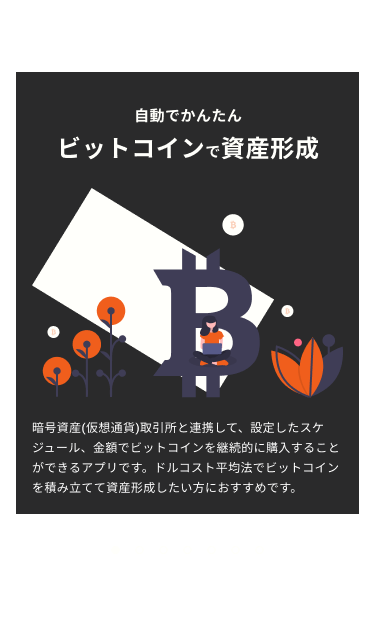 自動でかんたん
ビットコインで資産形成
暗号資産(仮想通貨)取引所と連携して、設定したスケ
ジュール、金額でビットコインを継続的に購入すること
ができるアプリです。ドルコスト平均法でビットコイン
を積み立てて資産形成したい方におすすめです。